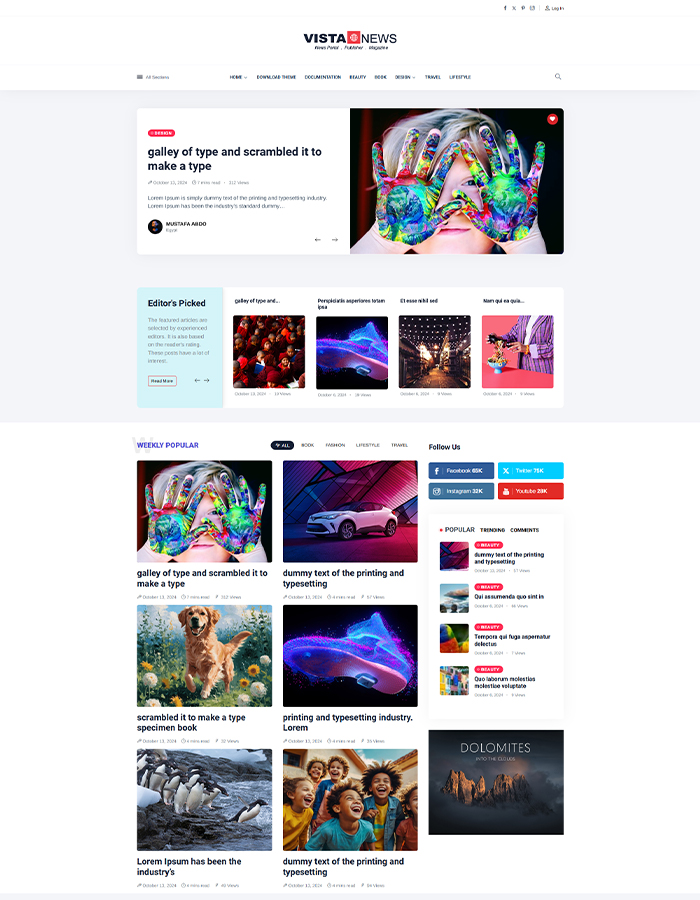 Log In
VISTA NEWS
News Portal . Publisher . Magazine
All Sections
HOME
DOWNLOAD THEME
DOCUMENTATION
BEAUTY
BOOK
DESIGN
TRAVEL
LIFESTYLE
DESIGN
galley of type and scrambled it to
make a type
October 13, 2024 • 7 mins read • 312 Views
Lorem Ipsum is simply dummy text of the printing and typesetting industry.
Lorem Ipsum has been the industry's standard dummy...
MUSTAFA ABDO
Egypt
Editor's Picked
The featured articles are
selected by experienced
editors. It is also based
on the reader's rating.
These posts have a lot of
interest.
Read More
galley of type and...
October 13, 2024 • 13 Views
Perspiciatis asperiores totam
ipsa
October 6, 2024 • 28 Views
Et esse nihil sed
October 6, 2024 • 9 Views
Nam qui ea quia...
October 6, 2024 • 5 Views
WEEKLY POPULAR
ALL
BOOK
FASHION
LIFESTYLE
TRAVEL
galley of type and scrambled it to
make a type
October 13, 2024 7 mins read 312 Views
dummy text of the printing and
typesetting
October 13, 2024 4 mins read 57 Views
scrambled it to make a type
specimen book
October 13, 2024 4 mins read 32 Views
printing and typesetting industry.
Lorem
October 13, 2024 4 mins read 35 Views
Lorem Ipsum has been the
industry's
October 13, 2024 4 mins read 46 Views
dummy text of the printing and
typesetting
October 13, 2024 4 mins read 94 Views
Follow Us
Facebook 65K
Twitter 75K
Instagram 32K
Youtube 28K
POPULAR
TRENDING
COMMENTS
BEAUTY
dummy text of the printing
and typesetting
October 13, 2024 • 57 Views
BEAUTY
Qui assumenda quo sint in
October 6, 2024 • 46 Views
BEAUTY
Tempora qui fuga aspernatur
delectus
October 6, 2024 • 7 Views
BEAUTY
Quo laborum molestias
molestiae voluptate
October 6, 2024 • 9 Views
DOLOMITES
INTO THE CLOUDS